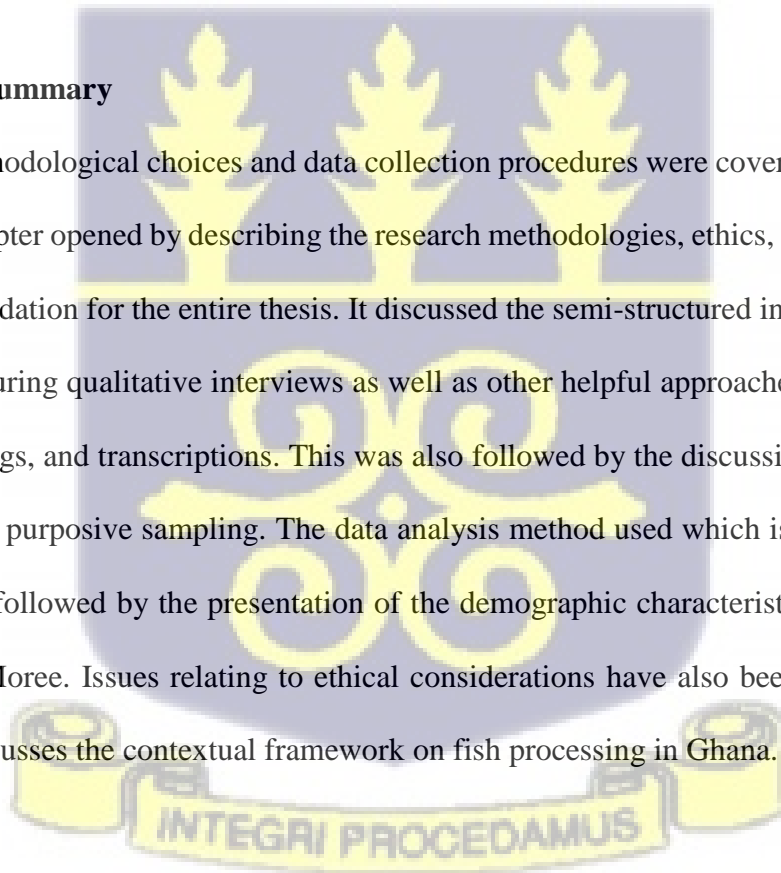 ummary
hodological choices and data collection procedures were cover
pter opened by describing the research methodologies, ethics,
dation for the entire thesis. It discussed the semi-structured in
uring qualitative interviews as well as other helpful approache
gs, and transcriptions. This was also followed by the discussi
purposive sampling. The data analysis method used which is
followed by the presentation of the demographic characterist
Moree. Issues relating to ethical considerations have also bee
usses the contextual framework on fish processing in Ghana.
INTEGRI PROCEDAMUS